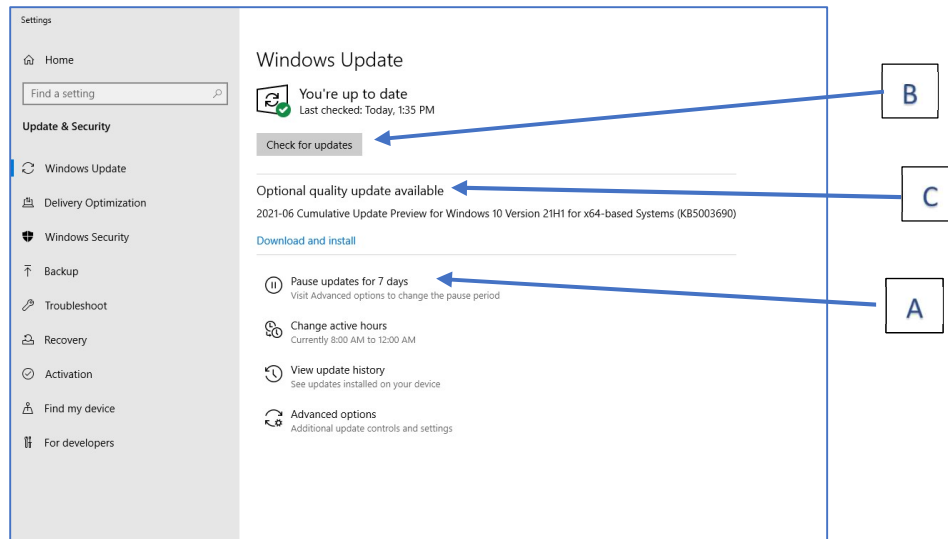 Settings
Home
Find a setting
Update & Security
Windows Update
Delivery Optimization
Windows Security
Backup
Troubleshoot
Recovery
Activation
Find my device
For developers
Windows Update
You're up to date
Last checked: Today, 1:35 PM
Check for updates
Optional quality update available
2021-06 Cumulative Update Preview for Windows 10 Version 21H1 for x64-based Systems (KB5003690)
Download and install
Pause updates for 7 days
Visit Advanced options to change the pause period
Change active hours
Currently 8:00 AM to 12:00 AM
View update history
See updates installed on your device
Advanced options
Additional update controls and settings
B
C
A